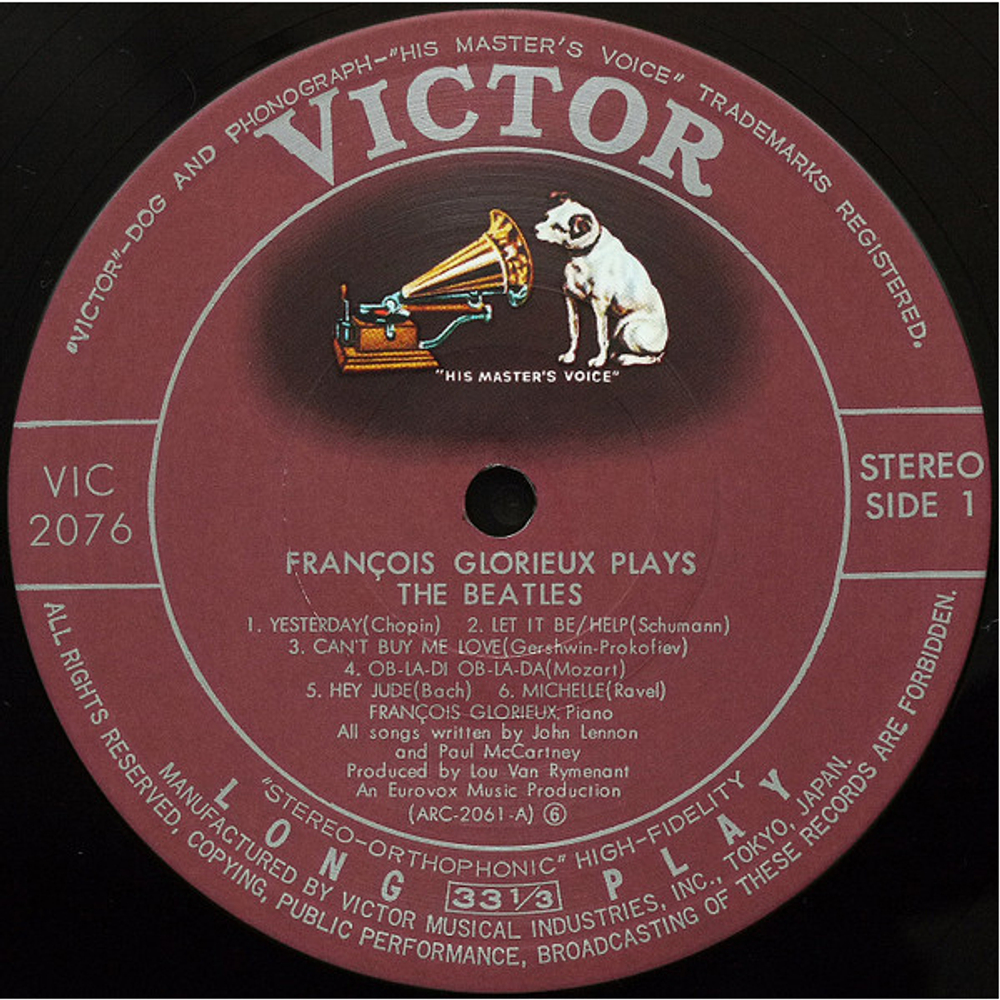 "VICTOR"–DOG AND PHONOGRAPH–"HIS MASTER'S VOICE" TRADEMARKS REGISTERED.
VICTOR
"HIS MASTER'S VOICE"
VIC
2076
STEREO
SIDE 1
FRANÇOIS GLORIEUX PLAYS
THE BEATLES
1. YESTERDAY(Chopin) 2. LET IT BE/HELP(Schumann)
3. CAN'T BUY ME LOVE(Gershwin-Prokofiev)
4. OB-LA-DI OB-LA-DA(Mozart)
5. HEY JUDE(Bach) 6. MICHELLE(Ravel)
FRANÇOIS GLORIEUX, Piano
All songs written by John Lennon
and Paul McCartney
Produced by Lou Van Rymenant
An Eurovox Music Production
(ARC-2061-A) ⑥
"STEREO-ORTHOPHONIC" HIGH-FIDELITY
LONG 33 1/3 PLAY
MANUFACTURED BY VICTOR MUSICAL INDUSTRIES, INC., TOKYO, JAPAN.
ALL RIGHTS RESERVED, COPYING, PUBLIC PERFORMANCE, BROADCASTING OF THESE RECORDS ARE FORBIDDEN.